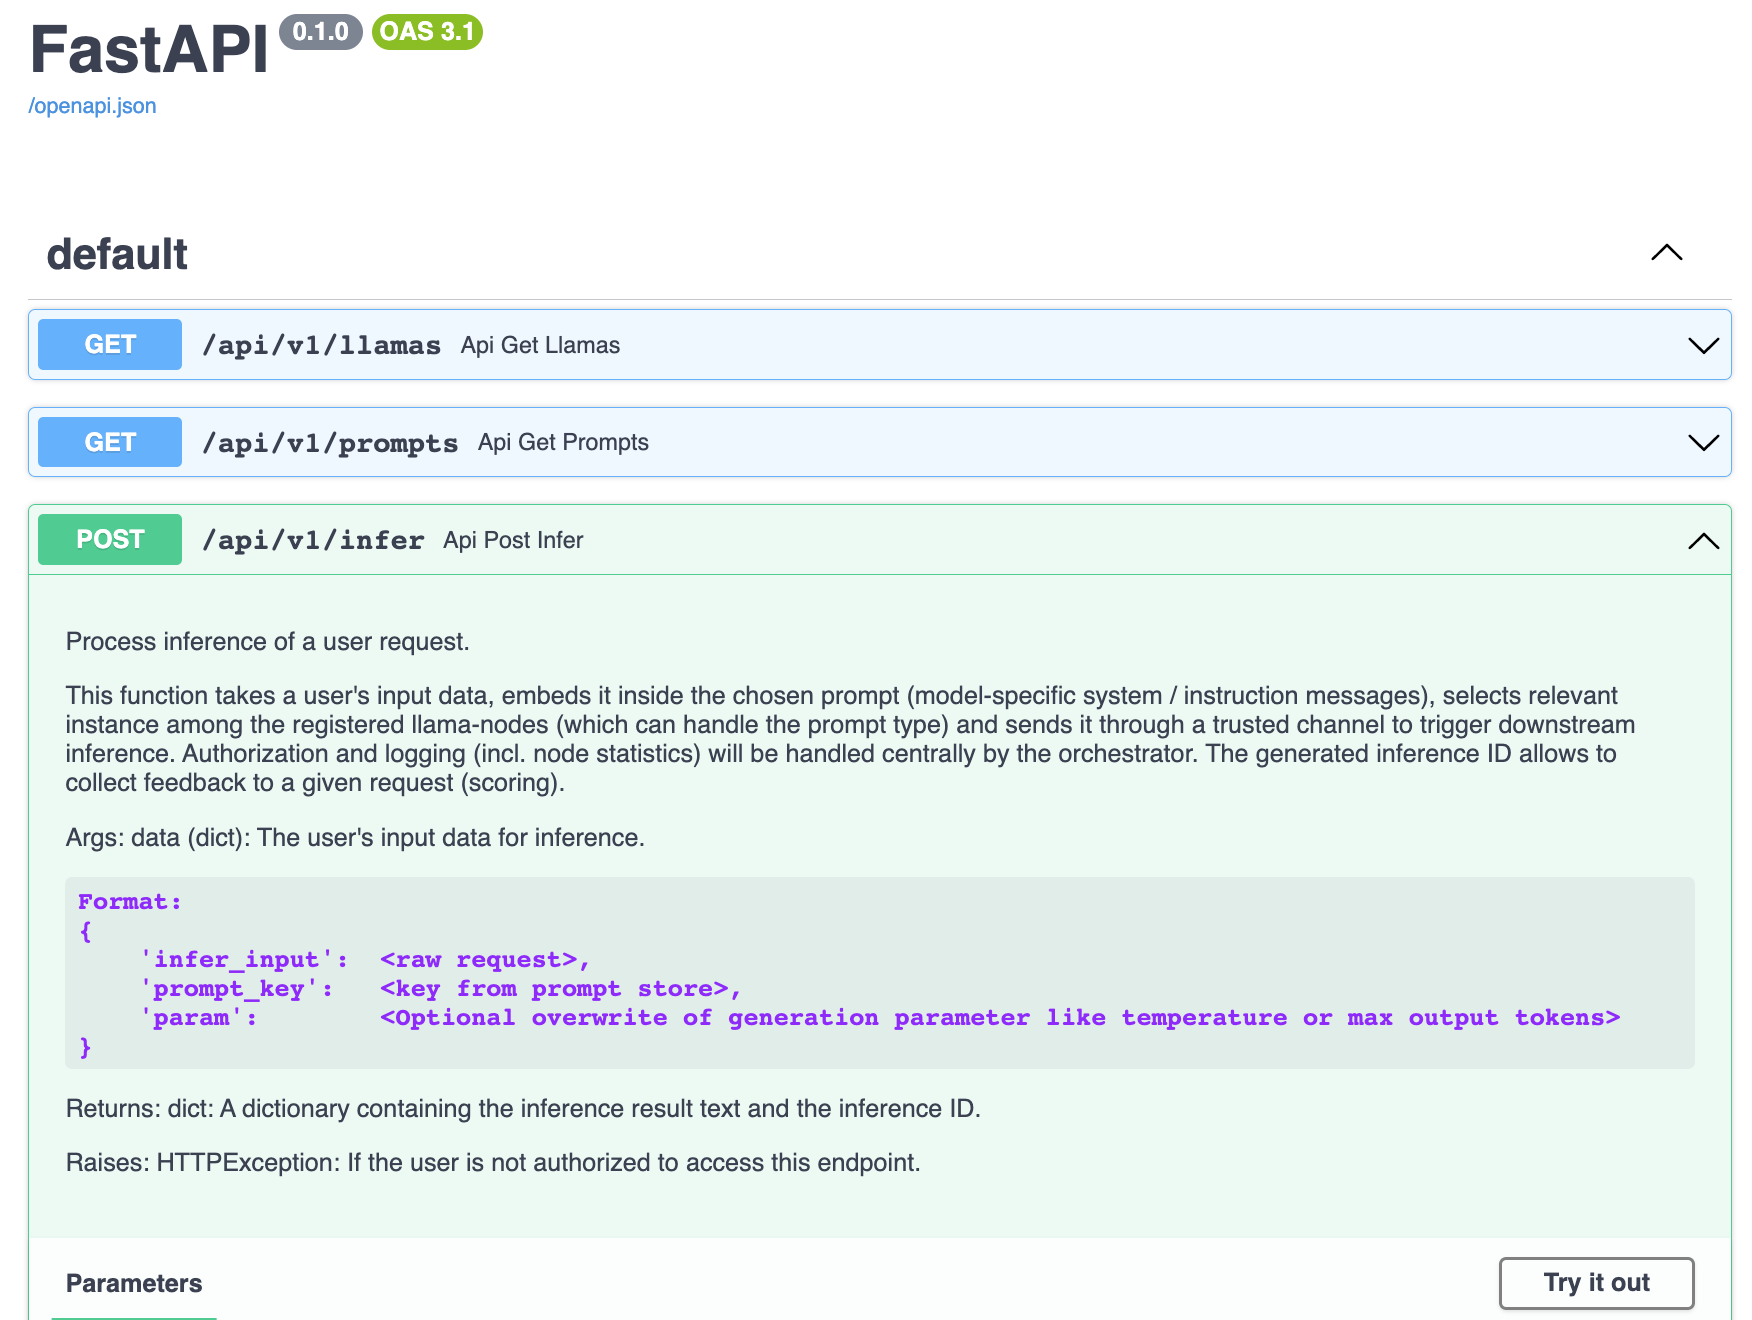 FastAPI 0.1.0 OAS 3.1
/openapi.json
default
GET /api/v1/llamas Api Get Llamas
GET /api/v1/prompts Api Get Prompts
POST /api/v1/infer Api Post Infer
Process inference of a user request.
This function takes a user's input data, embeds it inside the chosen prompt (model-specific system / instruction messages), selects relevant
instance among the registered llama-nodes (which can handle the prompt type) and sends it through a trusted channel to trigger downstream
inference. Authorization and logging (incl. node statistics) will be handled centrally by the orchestrator. The generated inference ID allows to
collect feedback to a given request (scoring).
Args: data (dict): The user's input data for inference.
Format:
{
    'infer_input':  <raw request>,
    'prompt_key':   <key from prompt store>,
    'param':        <Optional overwrite of generation parameter like temperature or max output tokens>
}
Returns: dict: A dictionary containing the inference result text and the inference ID.
Raises: HTTPException: If the user is not authorized to access this endpoint.
Parameters
Try it out